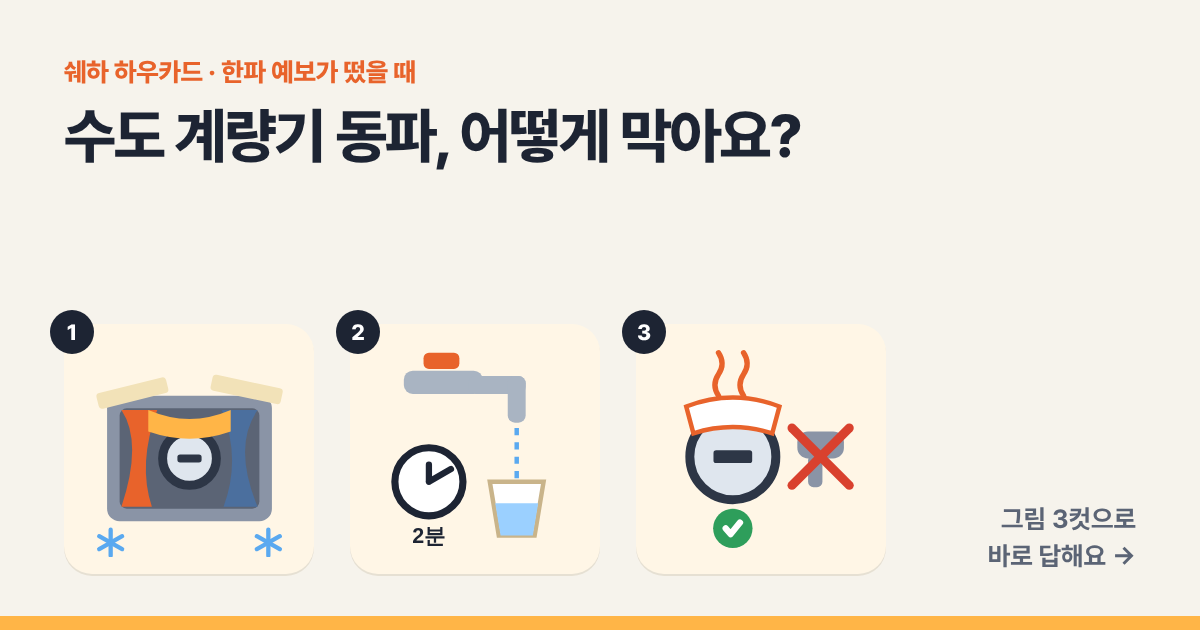 쉐하 하우카드 · 한파 예보가 떴을 때
수도 계량기 동파, 어떻게 막아요?
1
2
3
2분
그림 3컷으로
바로 답해요 →